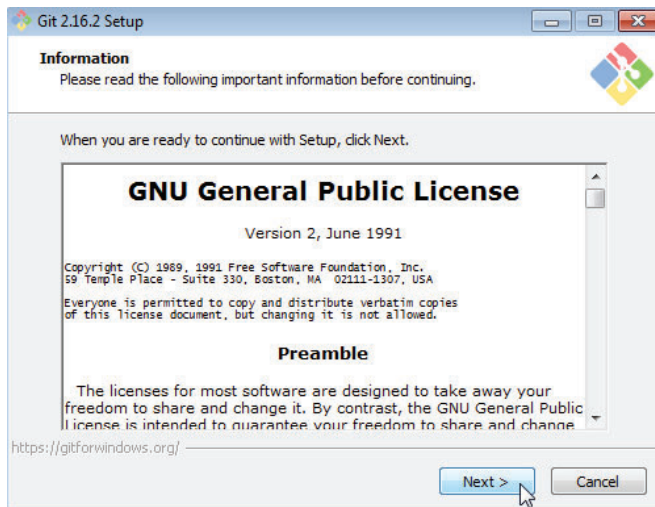 Git 2.16.2 Setup
Information
Please read the following important information before continuing.
When you are ready to continue with Setup, click Next.
GNU General Public License
Version 2, June 1991
Copyright (C) 1989, 1991 Free Software Foundation, Inc.
59 Temple Place - Suite 330, Boston, MA  02111-1307, USA
Everyone is permitted to copy and distribute verbatim copies
of this license document, but changing it is not allowed.
Preamble
The licenses for most software are designed to take away your
freedom to share and change it. By contrast, the GNU General Public
License is intended to guarantee your freedom to share and change
https://gitforwindows.org/
Next >
Cancel